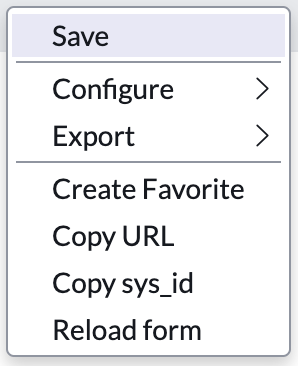 Save
Configure
Export
Create Favorite
Copy URL
Copy sys_id
Reload form